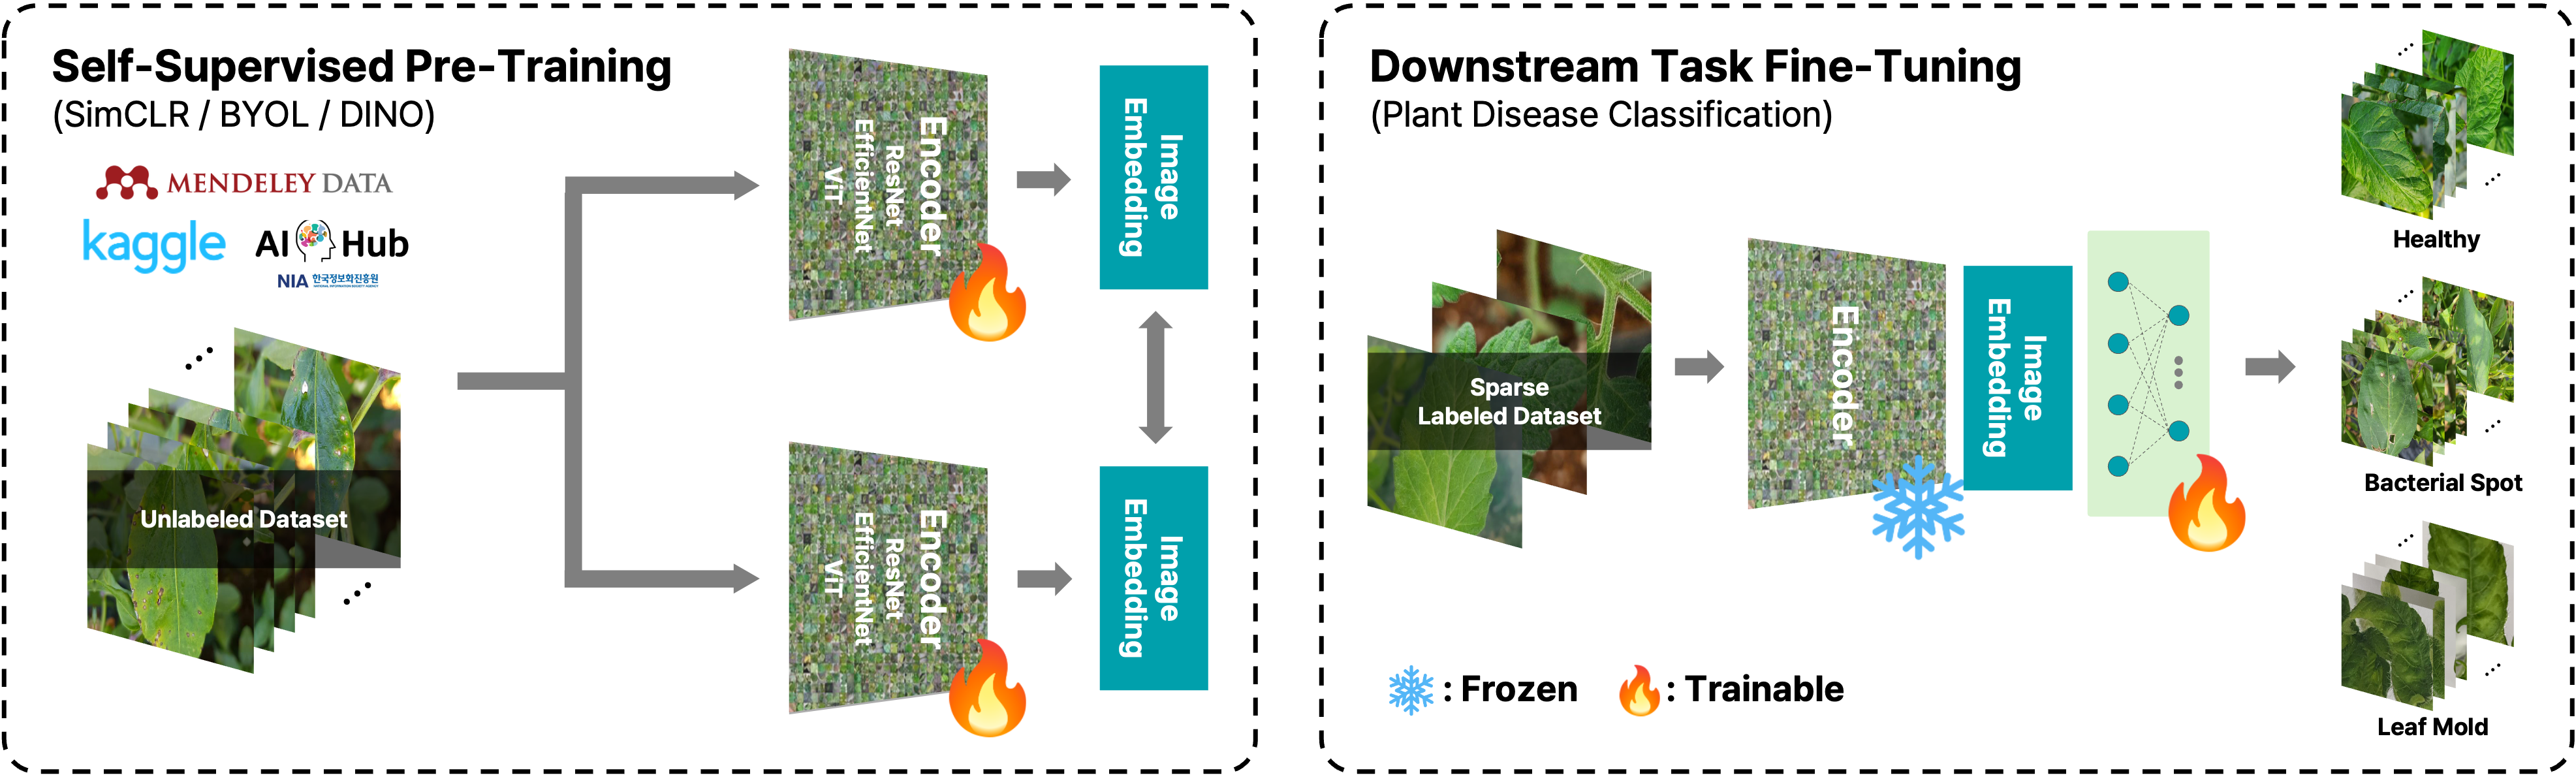 Self-Supervised Pre-Training
(SimCLR / BYOL / DINO)
MENDELEY DATA
kaggle
AI Hub
NIA 한국정보화진흥원
Unlabeled Dataset
Encoder
ResNet
EfficientNet
ViT
Image
Embedding
Encoder
ResNet
EfficientNet
ViT
Image
Embedding
Downstream Task Fine-Tuning
(Plant Disease Classification)
Sparse
Labeled Dataset
Encoder
Image
Embedding
Healthy
Bacterial Spot
Leaf Mold
: Frozen
: Trainable